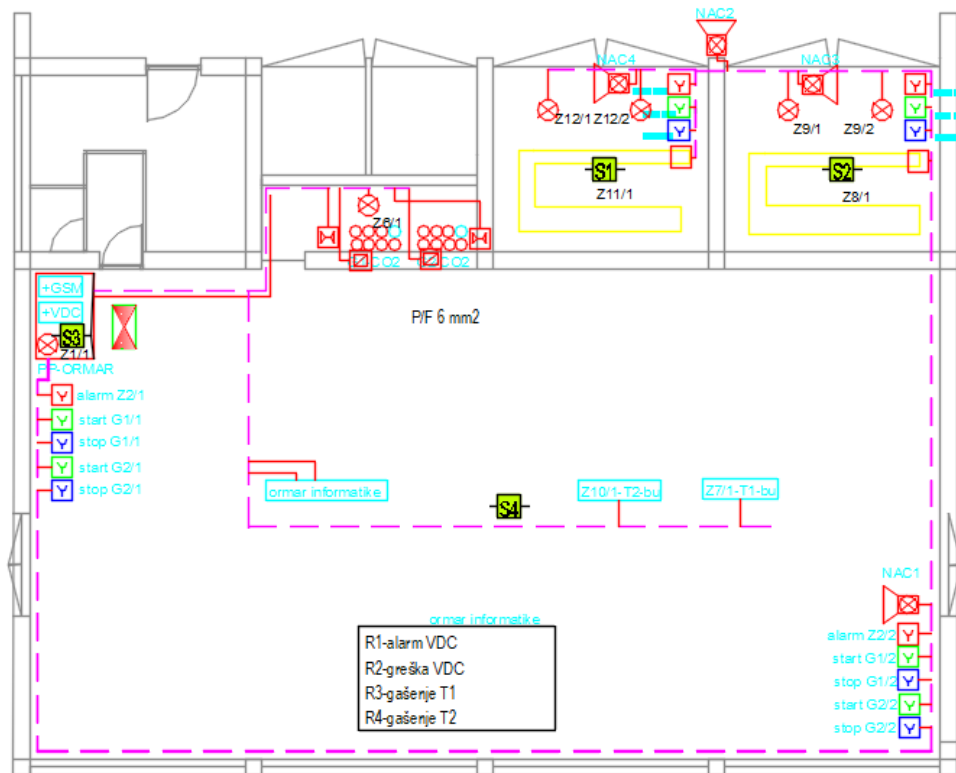 NAC2
NAC4
NAC3
Z12/1 Z12/2
Z9/1
Z9/2
S1
S2
Z11/1
Z8/1
Z6/1
CO2
CO2
+GSM
+VDC
S3
Z1/1
PP-ORMAR
P/F 6 mm2
alarm Z2/1
start G1/1
stop G1/1
start G2/1
stop G2/1
ormar informatike
S4
Z10/1-T2-bu
Z7/1-T1-bu
NAC1
ormar informatike
R1-alarm VDC
R2-greška VDC
R3-gašenje T1
R4-gašenje T2
alarm Z2/2
start G1/2
stop G1/2
start G2/2
stop G2/2